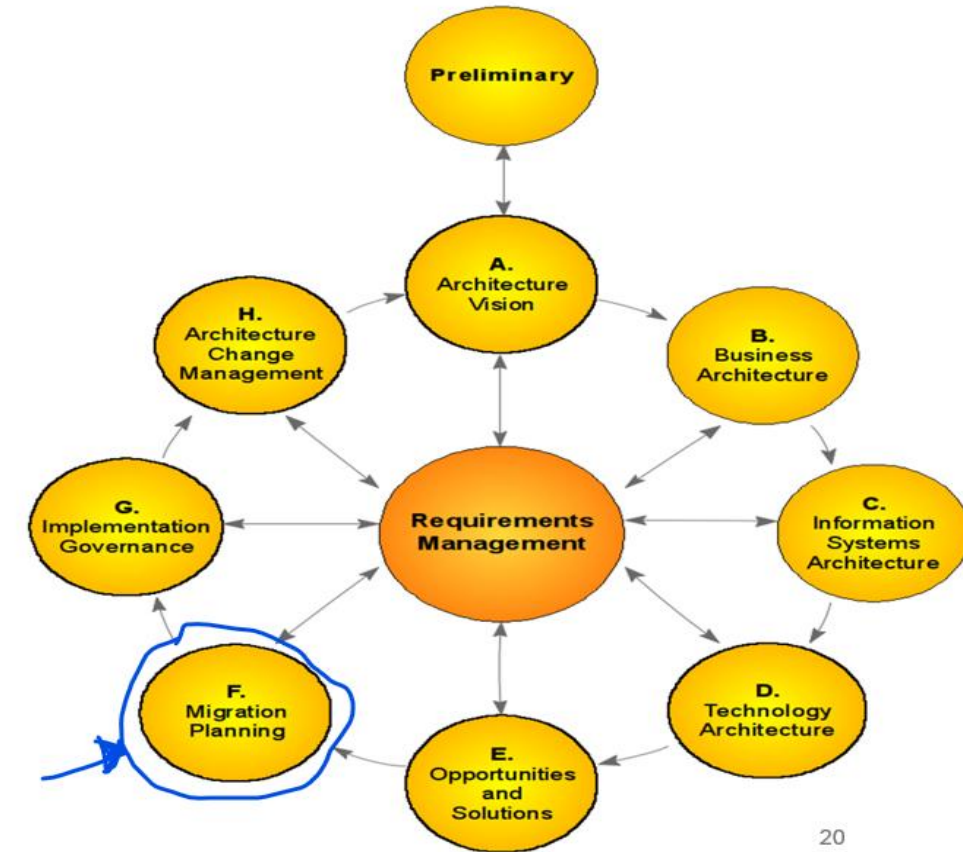 Preliminary
A.
Architecture
Vision
B.
Business
Architecture
C.
Information
Systems
Architecture
D.
Technology
Architecture
E.
Opportunities
and
Solutions
F.
Migration
Planning
G.
Implementation
Governance
H.
Architecture
Change
Management
Requirements
Management
20